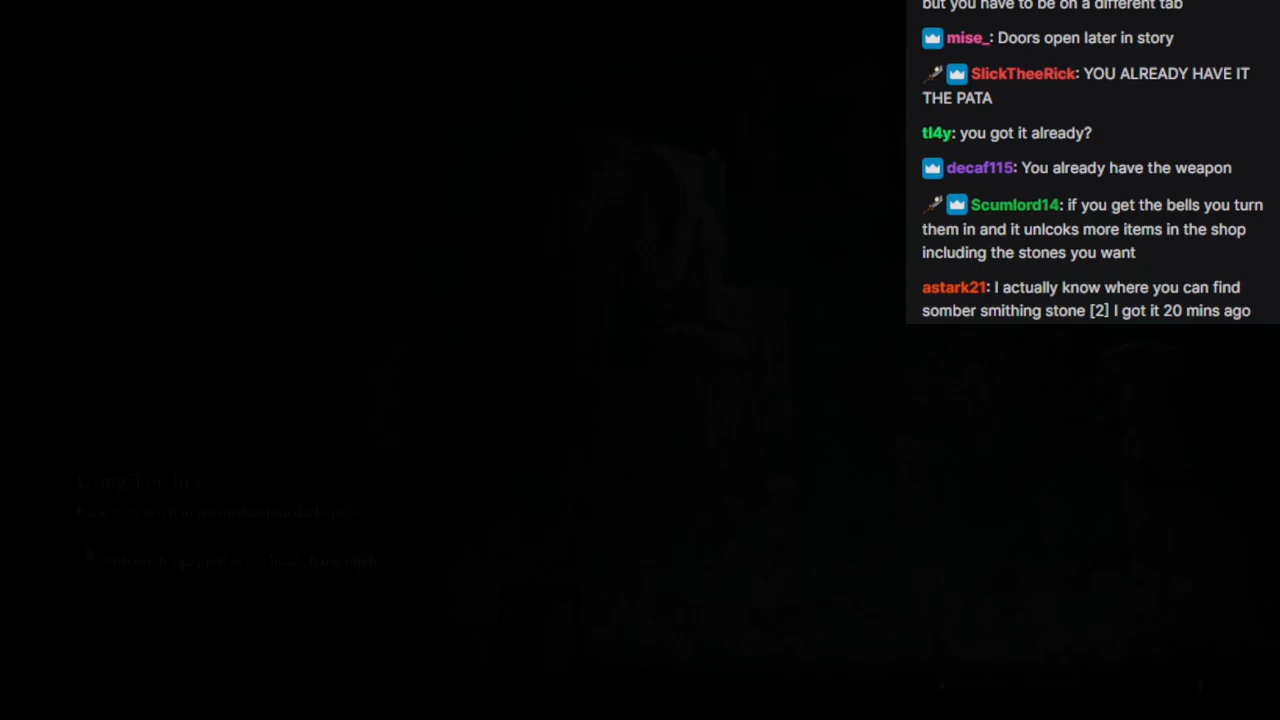 but you have to be on a different tab
mise_: Doors open later in story
SlickTheeRick: YOU ALREADY HAVE IT
THE PATA
tl4y: you got it already?
decaf115: You already have the weapon
Scumlord14: if you get the bells you turn
them in and it unlcoks more items in the shop
including the stones you want
astark21: I actually know where you can find
somber smithing stone [2] I got it 20 mins ago
Using Torches